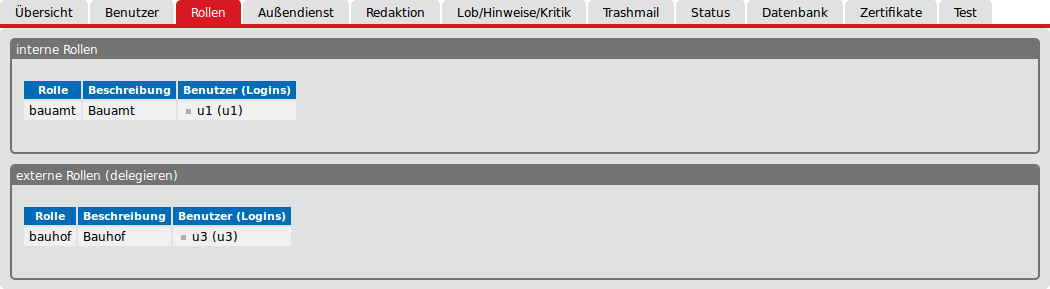 Übersicht Benutzer Rollen Außendienst Redaktion Lob/Hinweise/Kritik Trashmail Status Datenbank Zertifikate Test
interne Rollen
Rolle Beschreibung Benutzer (Logins)
bauamt Bauamt u1 (u1)
externe Rollen (delegieren)
Rolle Beschreibung Benutzer (Logins)
bauhof Bauhof u3 (u3)